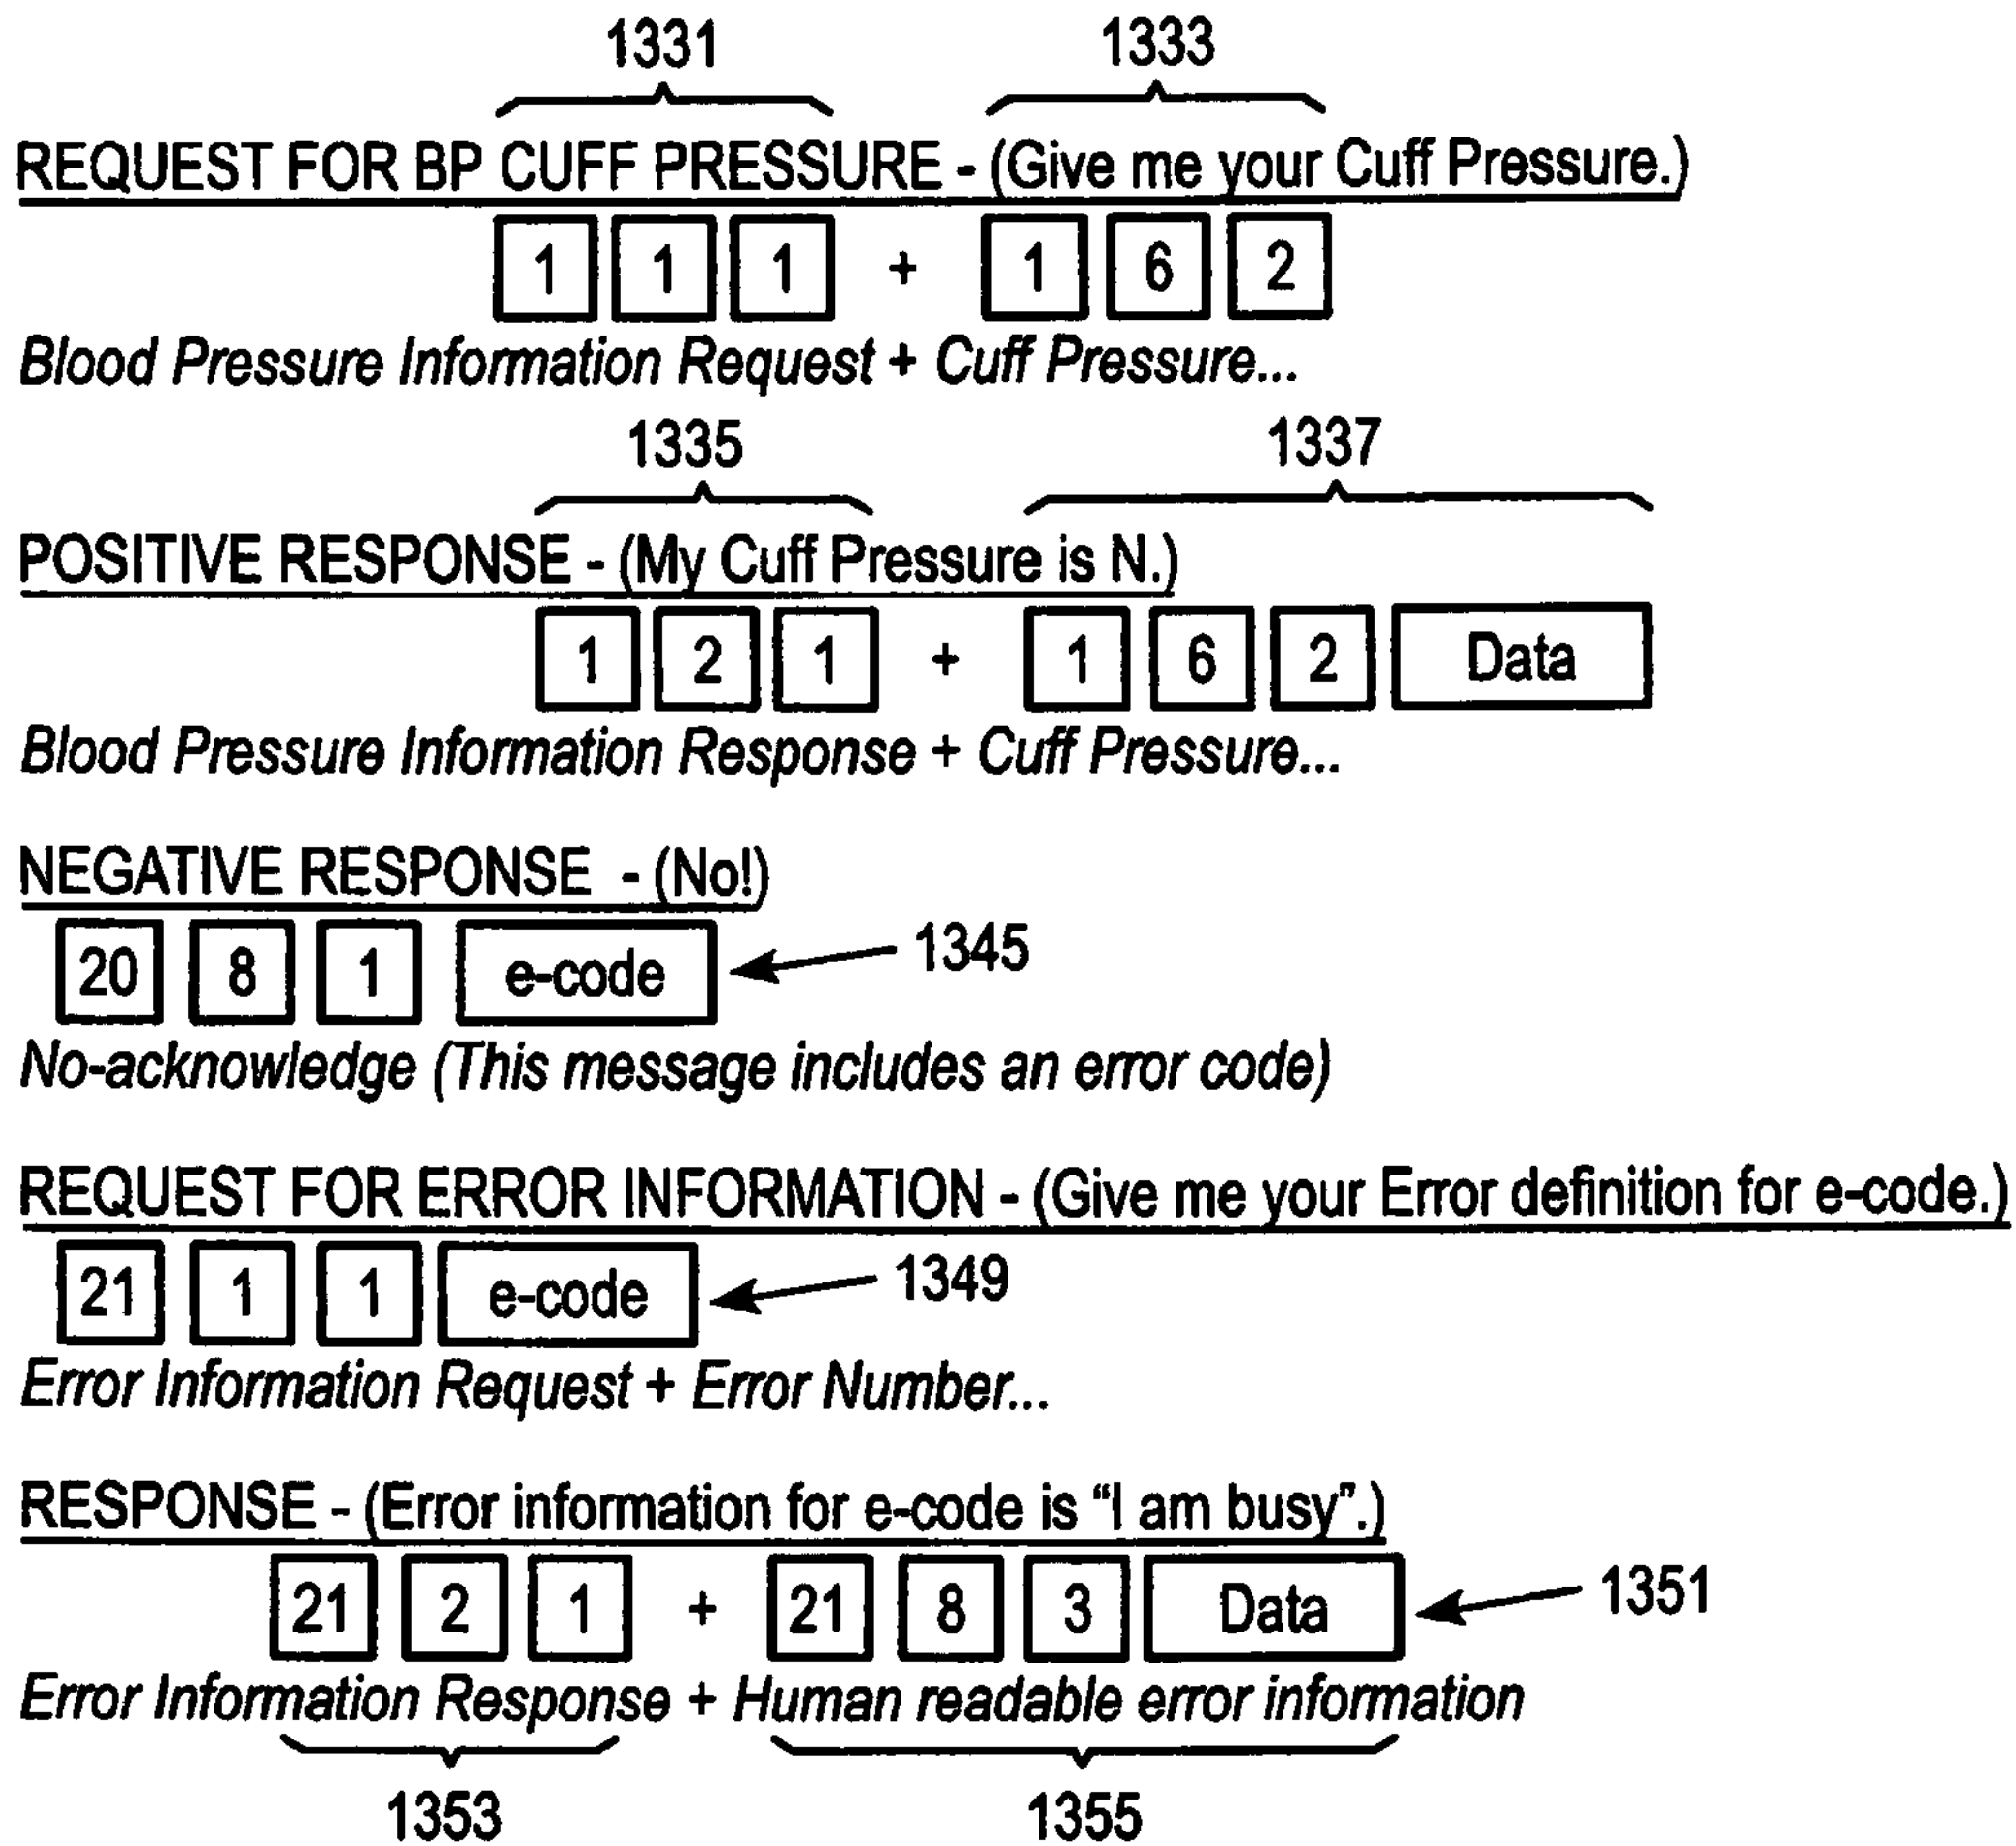 1331 1333
REQUEST FOR BP CUFF PRESSURE - (Give me your Cuff Pressure.)
1 1 1 + 1 6 2
Blood Pressure Information Request + Cuff Pressure...
1335 1337
POSITIVE RESPONSE - (My Cuff Pressure is N.)
1 2 1 + 1 6 2 Data
Blood Pressure Information Response + Cuff Pressure...
NEGATIVE RESPONSE - (No!)
20 8 1 e-code 1345
No-acknowledge (This message includes an error code)
REQUEST FOR ERROR INFORMATION - (Give me your Error definition for e-code.)
21 1 1 e-code 1349
Error Information Request + Error Number...
RESPONSE - (Error information for e-code is “I am busy”.)
21 2 1 + 21 8 3 Data 1351
Error Information Response + Human readable error information
1353 1355